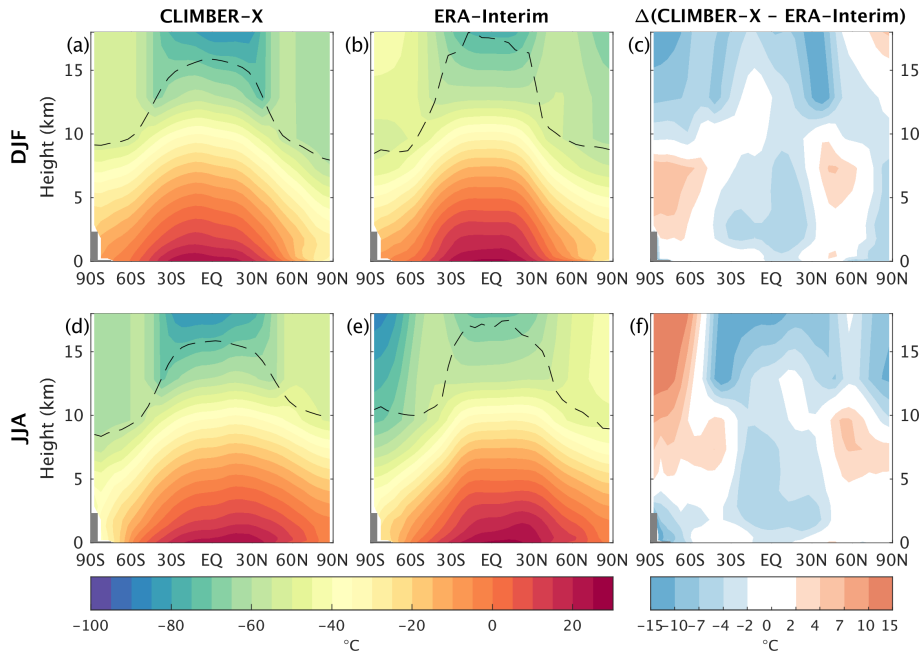 CLIMBER-X ERA-Interim Δ(CLIMBER-X - ERA-Interim)
(a) (b) (c)
DJF
Height (km)
15
10
5
0
15
10
5
0
90S 60S 30S EQ 30N 60N 90N 90S 60S 30S EQ 30N 60N 90N 90S 60S 30S EQ 30N 60N 90N
(d) (e) (f)
JJA
Height (km)
15
10
5
0
15
10
5
0
90S 60S 30S EQ 30N 60N 90N 90S 60S 30S EQ 30N 60N 90N 90S 60S 30S EQ 30N 60N 90N
−100 −80 −60 −40 −20 0 20
°C
−15 −10 −7 −4 −2 0 2 4 7 10 15
°C